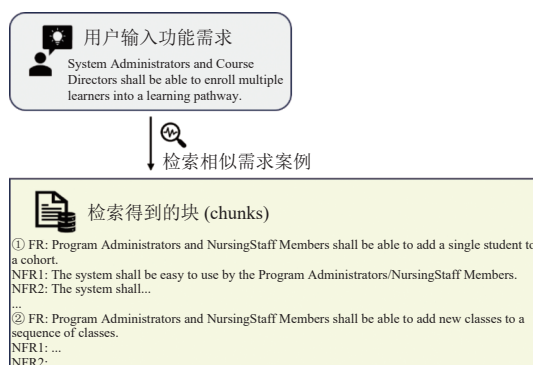 用户输入功能需求
System Administrators and Course
Directors shall be able to enroll multiple
learners into a learning pathway.
检索相似需求案例
检索得到的块 (chunks)
① FR: Program Administrators and NursingStaff Members shall be able to add a single student to
a cohort.
NFR1: The system shall be easy to use by the Program Administrators/NursingStaff Members.
NFR2: The system shall...
...
② FR: Program Administrators and NursingStaff Members shall be able to add new classes to a
sequence of classes.
NFR1: ...
NFR2: